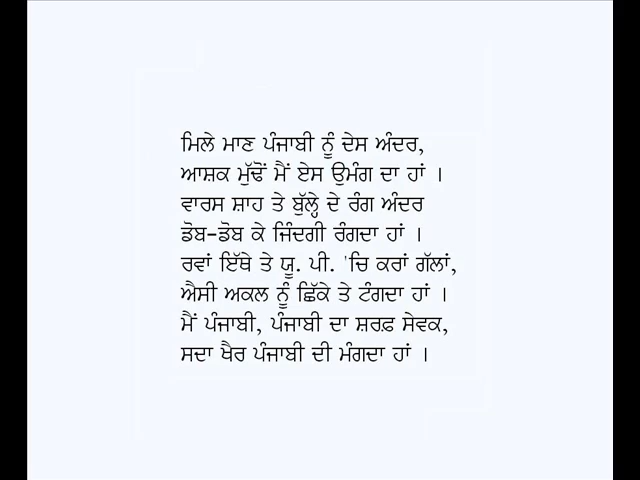 ਮਿਲੇ ਮਾਣ ਪੰਜਾਬੀ ਨੂੰ ਦੇਸ ਅੰਦਰ,
ਆਸ਼ਕ ਮੁੱਢੋਂ ਮੈਂ ਏਸ ਉਮੰਗ ਦਾ ਹਾਂ ।
ਵਾਰਸ ਸ਼ਾਹ ਤੇ ਬੁੱਲ੍ਹੇ ਦੇ ਰੰਗ ਅੰਦਰ
ਡੋਬ-ਡੋਬ ਕੇ ਜਿੰਦਗੀ ਰੰਗਦਾ ਹਾਂ ।
ਰਵਾਂ ਇੱਥੇ ਤੇ ਯੂ. ਪੀ. 'ਚਿ ਕਰਾਂ ਗੱਲਾਂ,
ਐਸੀ ਅਕਲ ਨੂੰ ਛਿੱਕੇ ਤੇ ਟੰਗਦਾ ਹਾਂ ।
ਮੈਂ ਪੰਜਾਬੀ, ਪੰਜਾਬੀ ਦਾ ਸ਼ਰਫ਼ ਸੇਵਕ,
ਸਦਾ ਖੈਰ ਪੰਜਾਬੀ ਦੀ ਮੰਗਦਾ ਹਾਂ ।